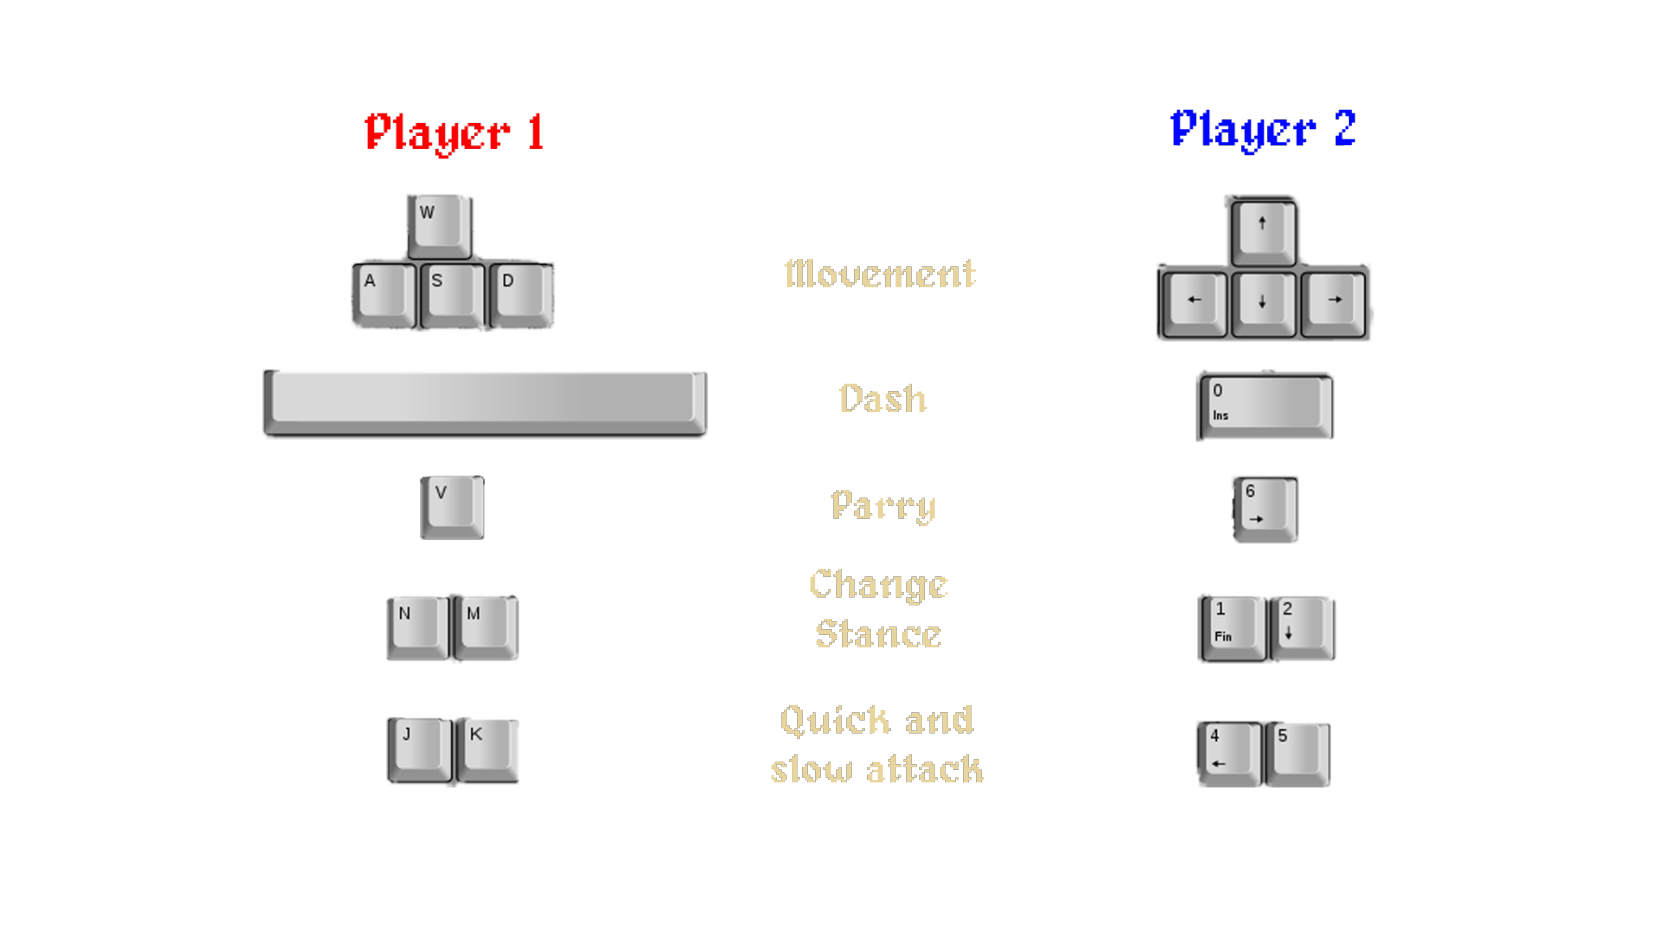 Player 1 Player 2
W ↑
A S D Movement ← ↓ →
Dash 0
Ins
V Parry 6
→
Change
N M Stance 1 2
Fin ↓
Quick and
J K 4 5
slow attack ←